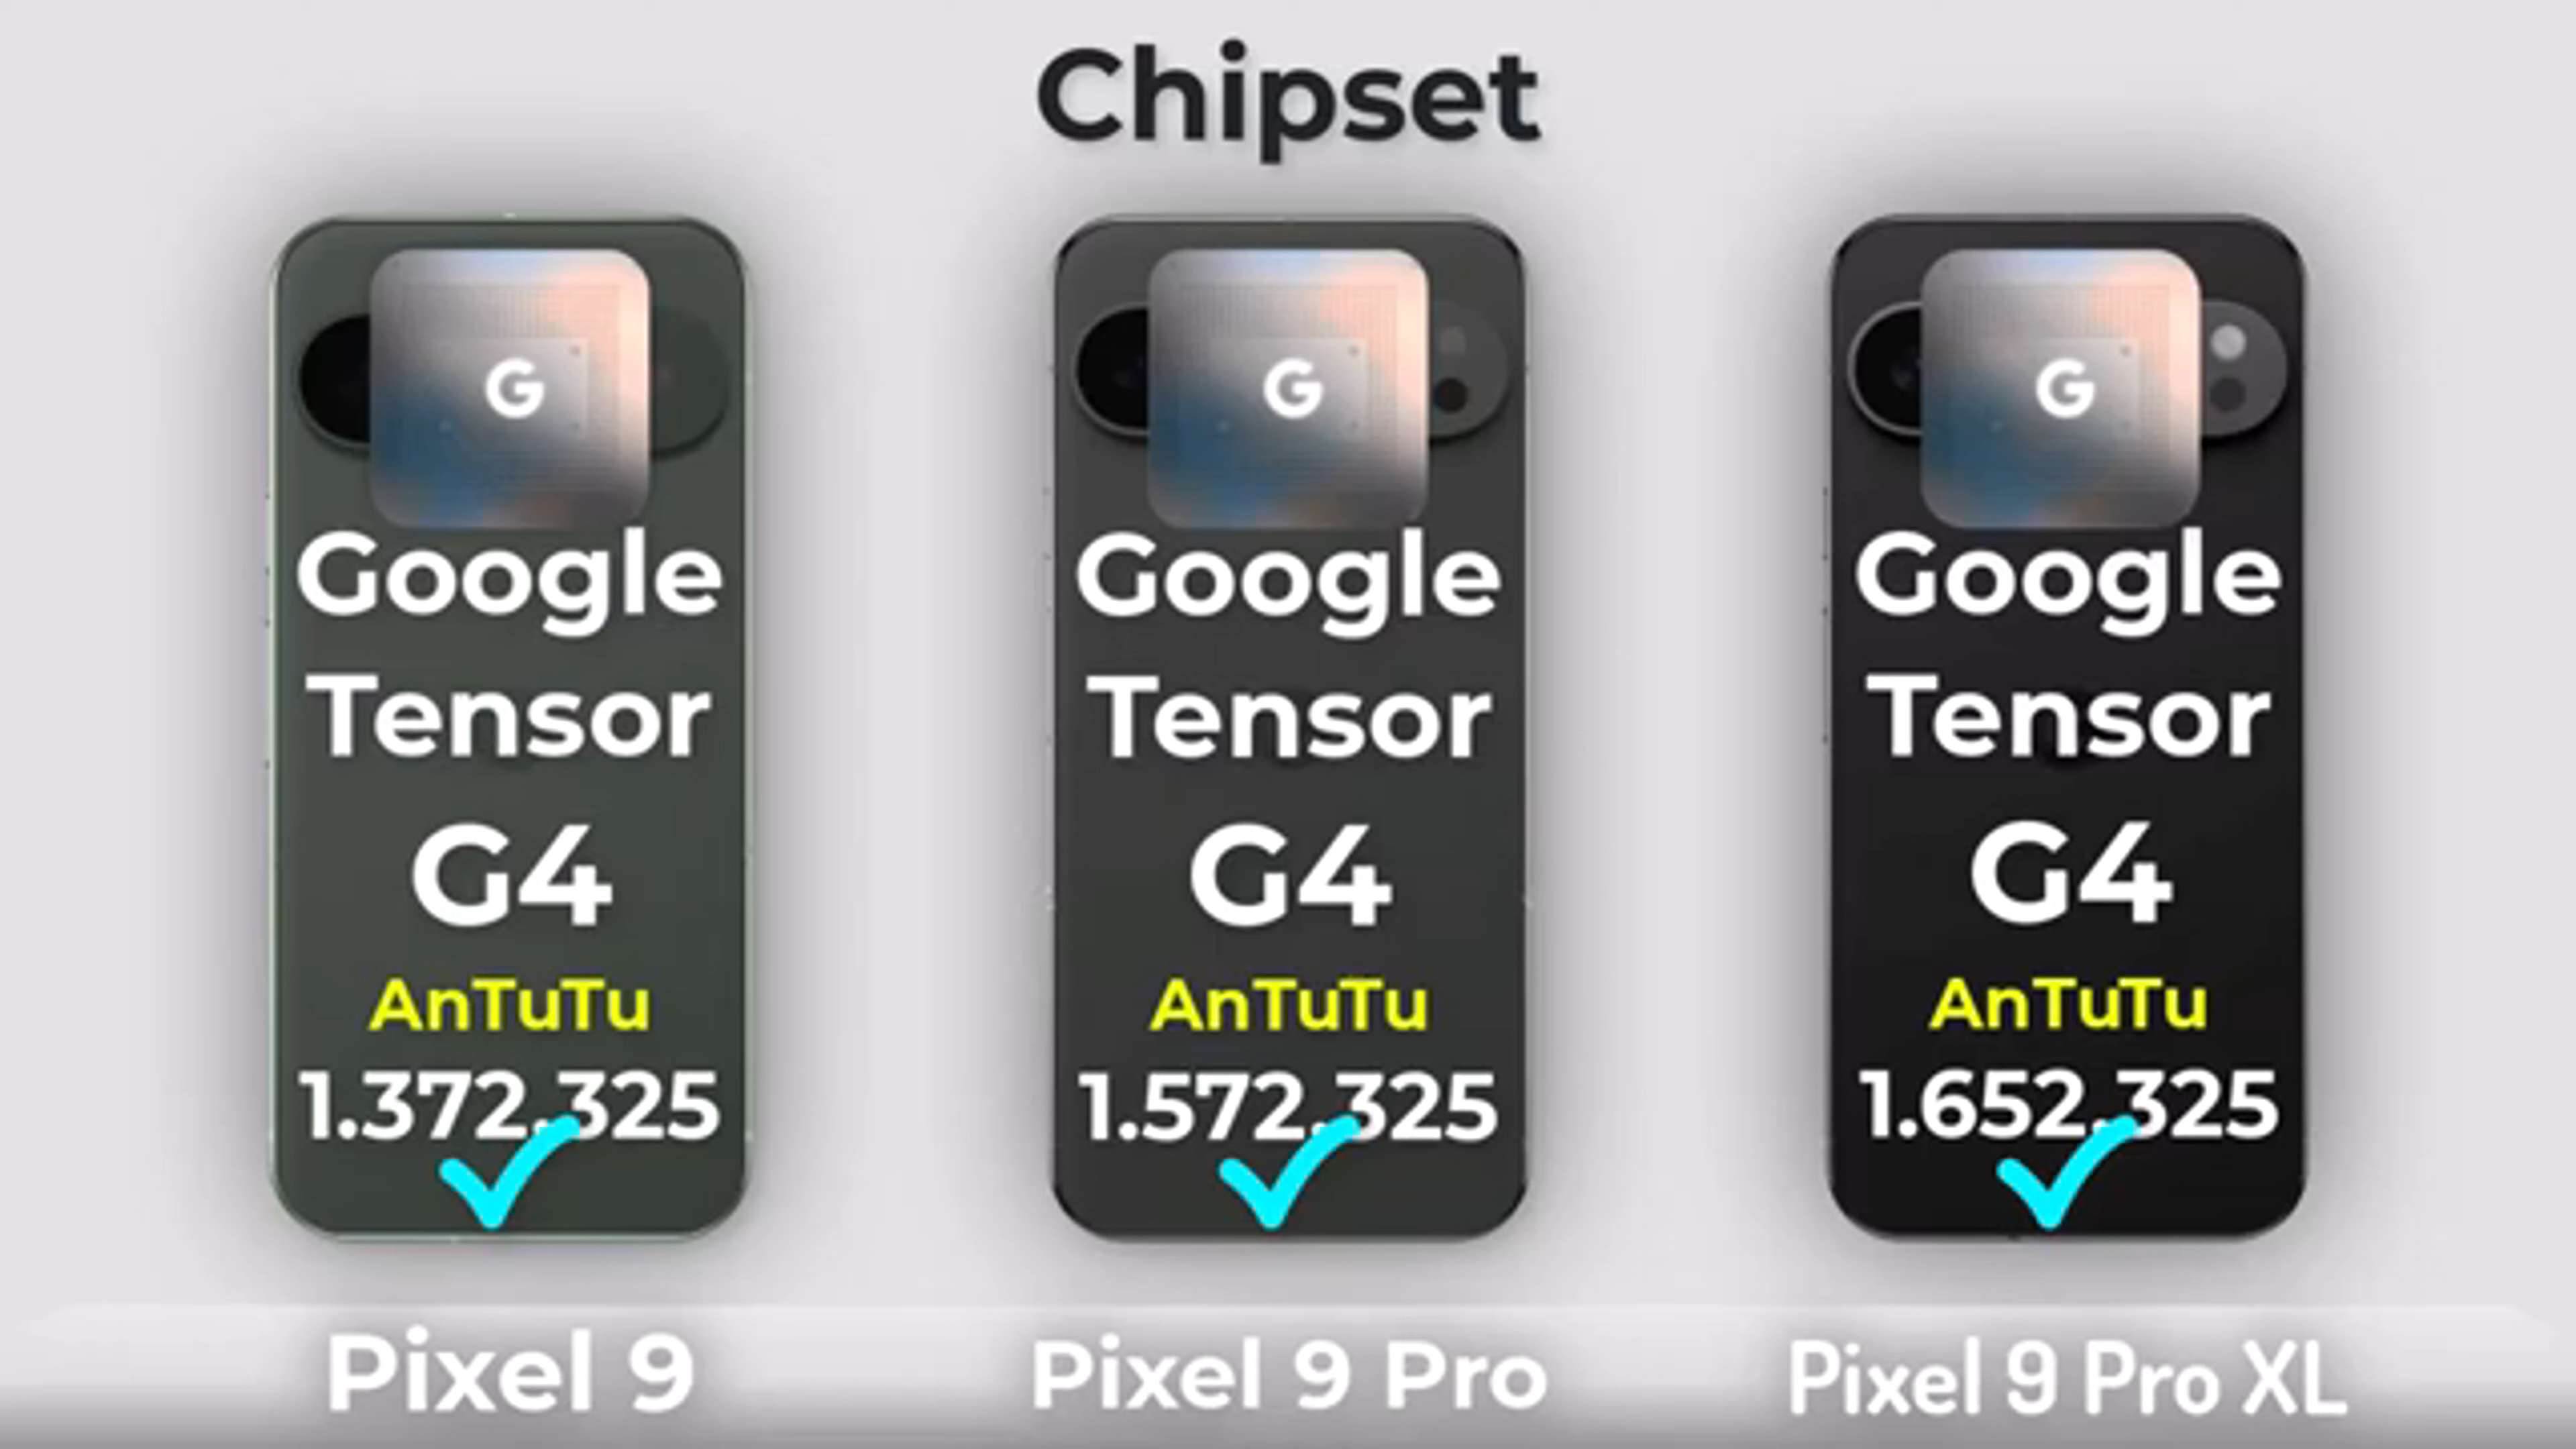 Chipset
G
Google
Tensor
G4
AnTuTu
1.372.325
Pixel 9
G
Google
Tensor
G4
AnTuTu
1.572.325
Pixel 9 Pro
G
Google
Tensor
G4
AnTuTu
1.652.325
Pixel 9 Pro XL